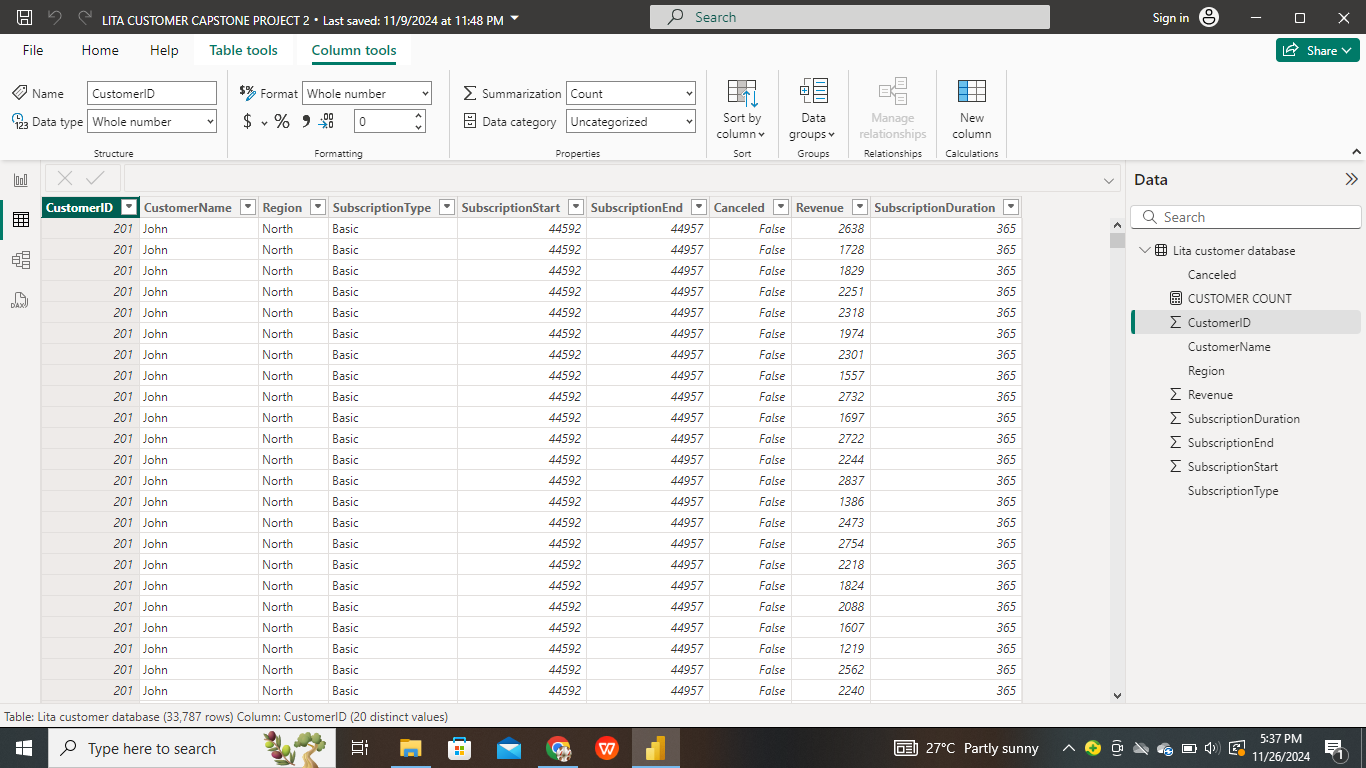 LITA CUSTOMER CAPSTONE PROJECT 2 • Last saved: 11/9/2024 at 11:48 PM
Search
Sign in
File Home Help Table tools Column tools
Share
Name CustomerID
Data type Whole number
Structure
$% Format Whole number
$ % 0
Formatting
Summarization Count
Data category Uncategorized
Properties
Sort by column
Sort
Data groups
Groups
Manage relationships
Relationships
New column
Calculations
CustomerID CustomerName Region SubscriptionType SubscriptionStart SubscriptionEnd Canceled Revenue SubscriptionDuration
201 John North Basic 44592 44957 False 2638 365
201 John North Basic 44592 44957 False 1728 365
201 John North Basic 44592 44957 False 1829 365
201 John North Basic 44592 44957 False 2251 365
201 John North Basic 44592 44957 False 2318 365
201 John North Basic 44592 44957 False 1974 365
201 John North Basic 44592 44957 False 2301 365
201 John North Basic 44592 44957 False 1557 365
201 John North Basic 44592 44957 False 2732 365
201 John North Basic 44592 44957 False 1697 365
201 John North Basic 44592 44957 False 2722 365
201 John North Basic 44592 44957 False 2244 365
201 John North Basic 44592 44957 False 2837 365
201 John North Basic 44592 44957 False 1386 365
201 John North Basic 44592 44957 False 2473 365
201 John North Basic 44592 44957 False 2754 365
201 John North Basic 44592 44957 False 2218 365
201 John North Basic 44592 44957 False 1824 365
201 John North Basic 44592 44957 False 2088 365
201 John North Basic 44592 44957 False 1607 365
201 John North Basic 44592 44957 False 1219 365
201 John North Basic 44592 44957 False 2562 365
201 John North Basic 44592 44957 False 2240 365
Data
Search
Lita customer database
Canceled
CUSTOMER COUNT
CustomerID
CustomerName
Region
Revenue
SubscriptionDuration
SubscriptionEnd
SubscriptionStart
SubscriptionType
Table: Lita customer database (33,787 rows) Column: CustomerID (20 distinct values)
Type here to search
27°C Partly sunny
5:37 PM
11/26/2024
1